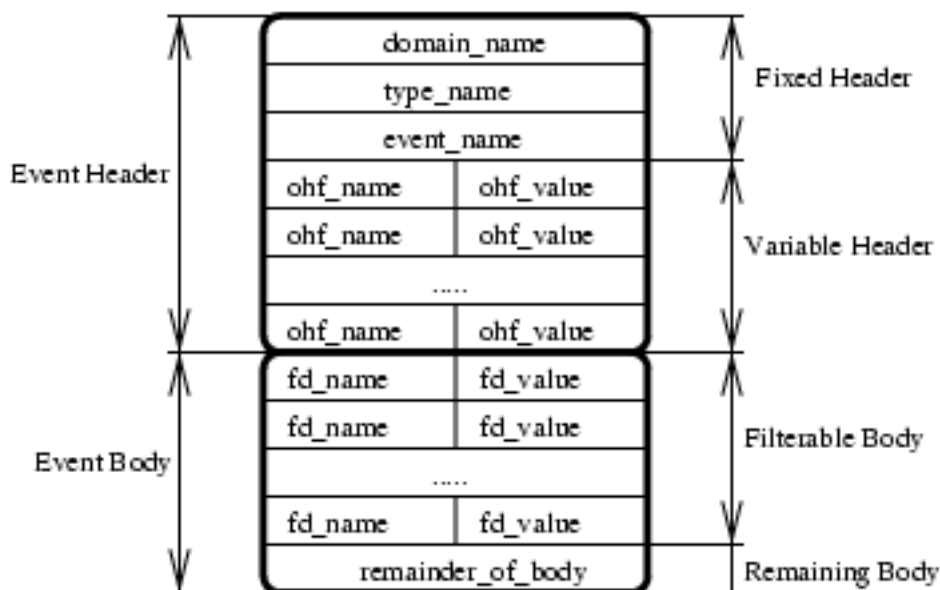 domain_name
Fixed Header
type_name
event_name
Event Header
ohf_name ohf_value
ohf_name ohf_value
Variable Header
.....
ohf_name ohf_value
fd_name fd_value
fd_name fd_value
Filterable Body
Event Body
.....
fd_name fd_value
remainder_of_body
Remaining Body